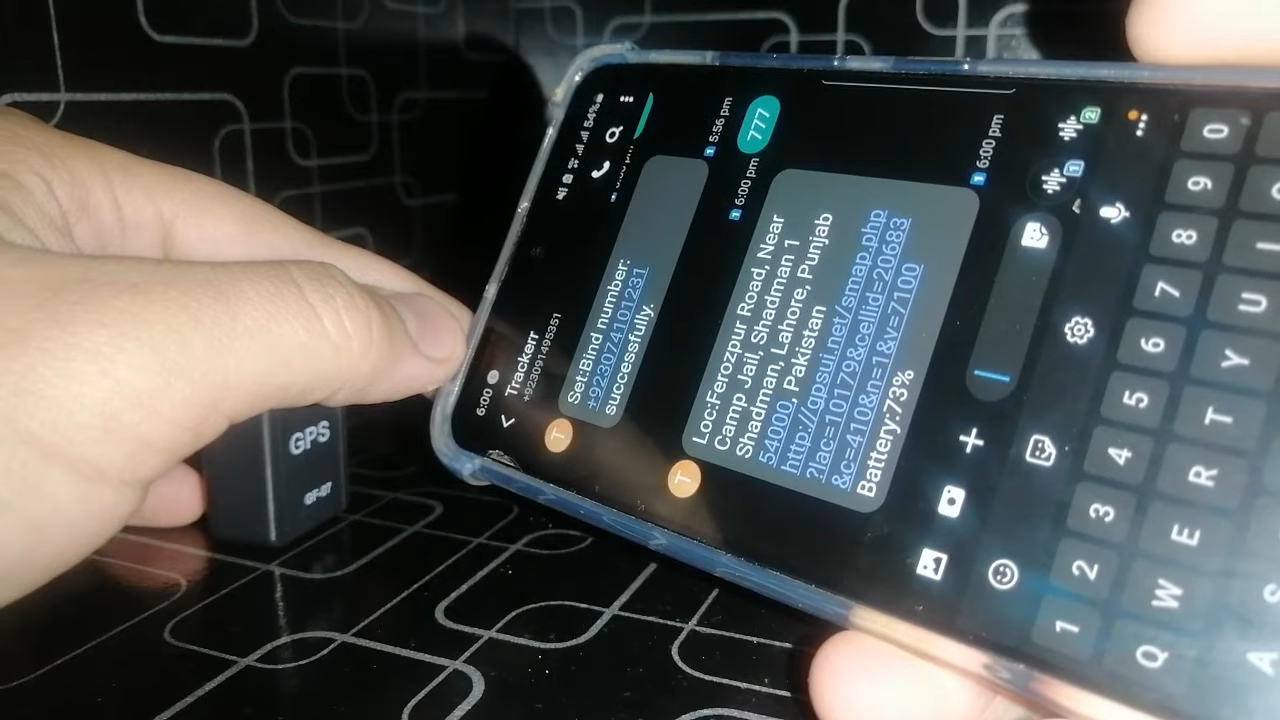 6:00
54%
Trackerr
+923091495351
Set:Bind number:
+923074101231
successfully.
5:56 pm
777
6:00 pm
Loc:Ferozpur Road, Near
Camp Jail, Shadman 1
Shadman, Lahore, Punjab
54000, Pakistan
http://gpsui.net/smap.php
?lac=10179&cellid=20683
&c=410&n=1&v=7100
Battery:73%
6:00 pm
T
T
1
2
1 2 3 4 5 6 7 8 9 0
Q W E R T Y U I
A S
GPS
GF-07